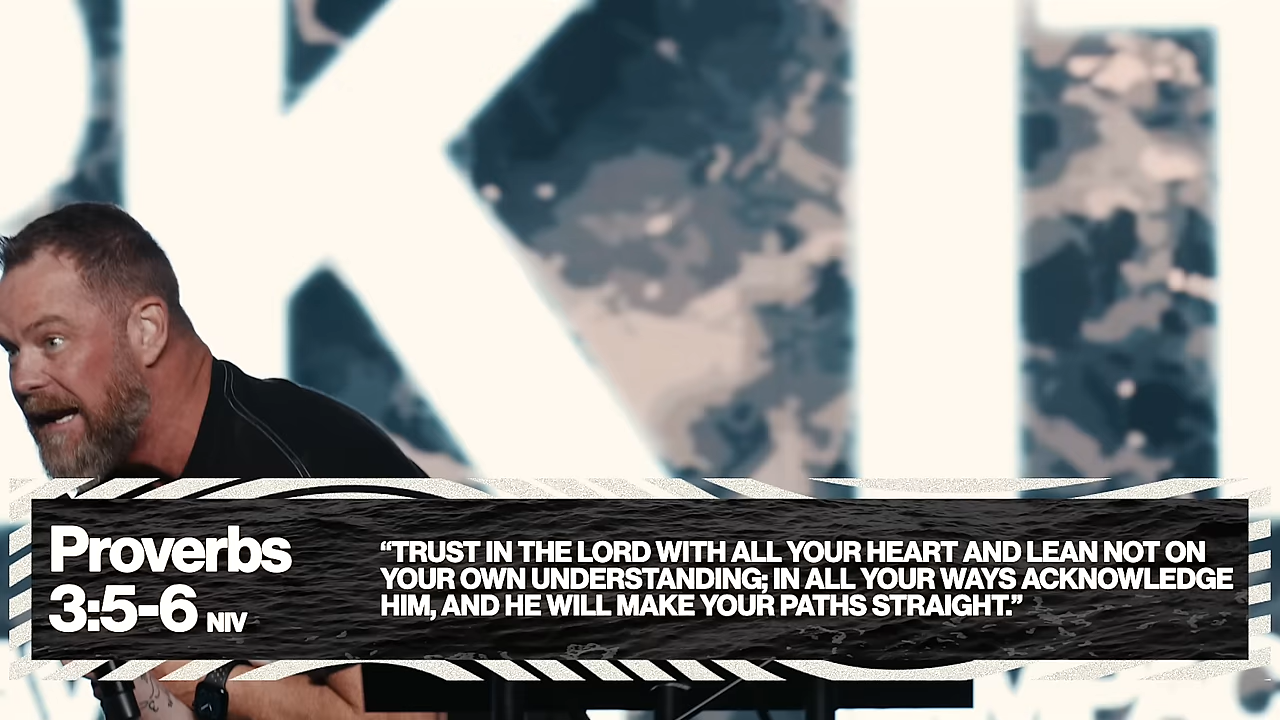 KI
Proverbs
3:5-6 NIV
“TRUST IN THE LORD WITH ALL YOUR HEART AND LEAN NOT ON
YOUR OWN UNDERSTANDING; IN ALL YOUR WAYS ACKNOWLEDGE
HIM, AND HE WILL MAKE YOUR PATHS STRAIGHT.”